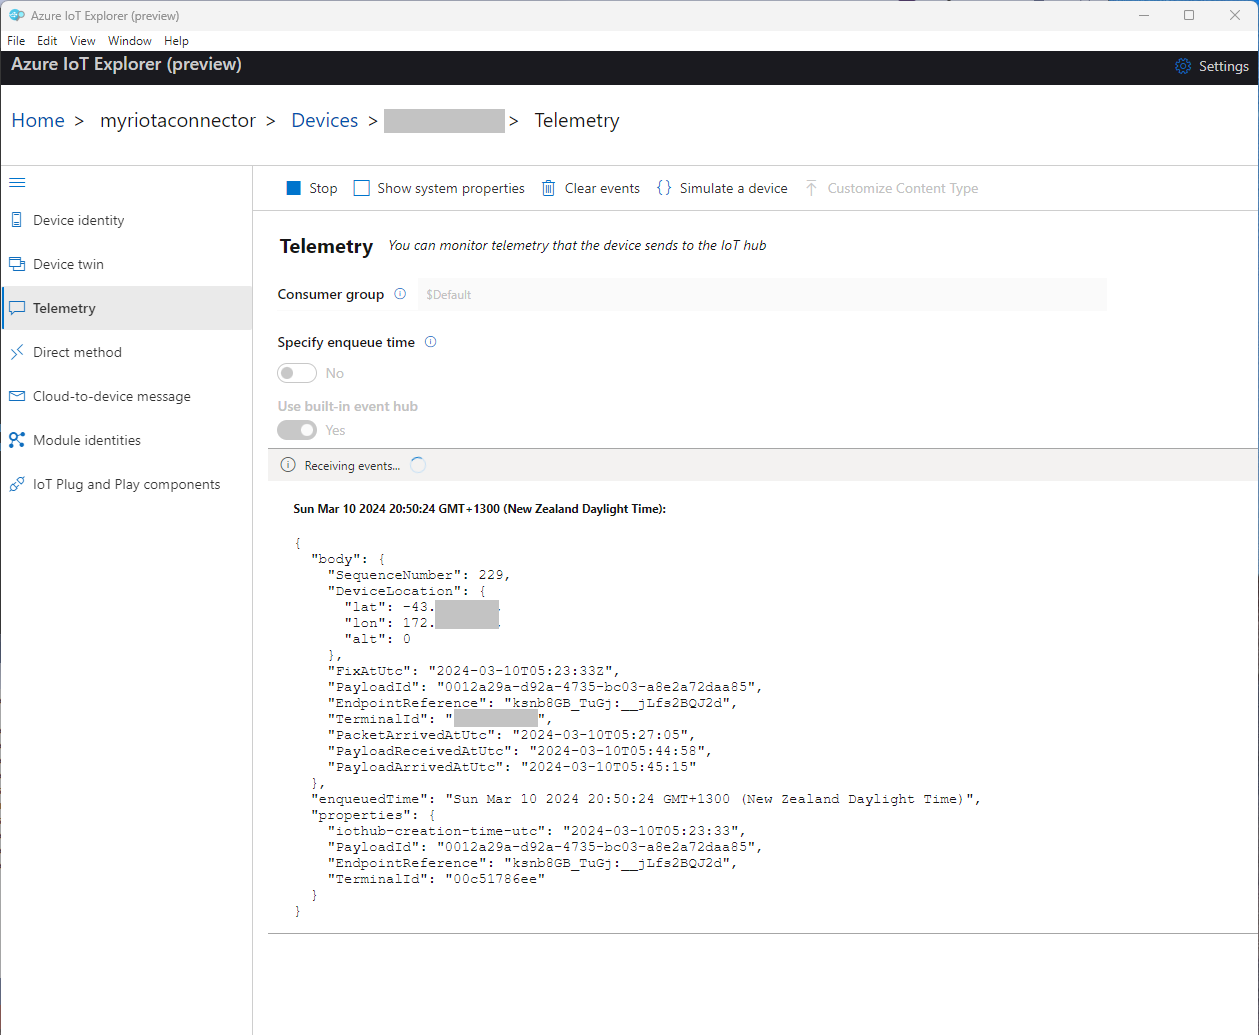 Azure IoT Explorer (preview)
File Edit View Window Help
Azure IoT Explorer (preview)
Settings
Home > myriotaconnector > Devices > > Telemetry
Stop Show system properties Clear events {} Simulate a device Customize Content Type
Device identity
Device twin
Telemetry
Direct method
Cloud-to-device message
Module identities
IoT Plug and Play components
Telemetry You can monitor telemetry that the device sends to the IoT hub
Consumer group $Default
Specify enqueue time
No
Use built-in event hub
Yes
Receiving events...
Sun Mar 10 2024 20:50:24 GMT+1300 (New Zealand Daylight Time):
{
"body": {
"SequenceNumber": 229,
"DeviceLocation": {
"lat": -43.
"lon": 172.
"alt": 0
},
"FixAtUtc": "2024-03-10T05:23:33Z",
"PayloadId": "0012a29a-d92a-4735-bc03-a8e2a72daa85",
"EndpointReference": "ksnb8GB_TuGj:__jLfs2BQJ2d",
"TerminalId": "",
"PacketArrivedAtUtc": "2024-03-10T05:27:05",
"PayloadReceivedAtUtc": "2024-03-10T05:44:58",
"PayloadArrivedAtUtc": "2024-03-10T05:45:15"
},
"enqueuedTime": "Sun Mar 10 2024 20:50:24 GMT+1300 (New Zealand Daylight Time)",
"properties": {
"iothub-creation-time-utc": "2024-03-10T05:23:33",
"PayloadId": "0012a29a-d92a-4735-bc03-a8e2a72daa85",
"EndpointReference": "ksnb8GB_TuGj:__jLfs2BQJ2d",
"TerminalId": "00c51786ee"
}
}